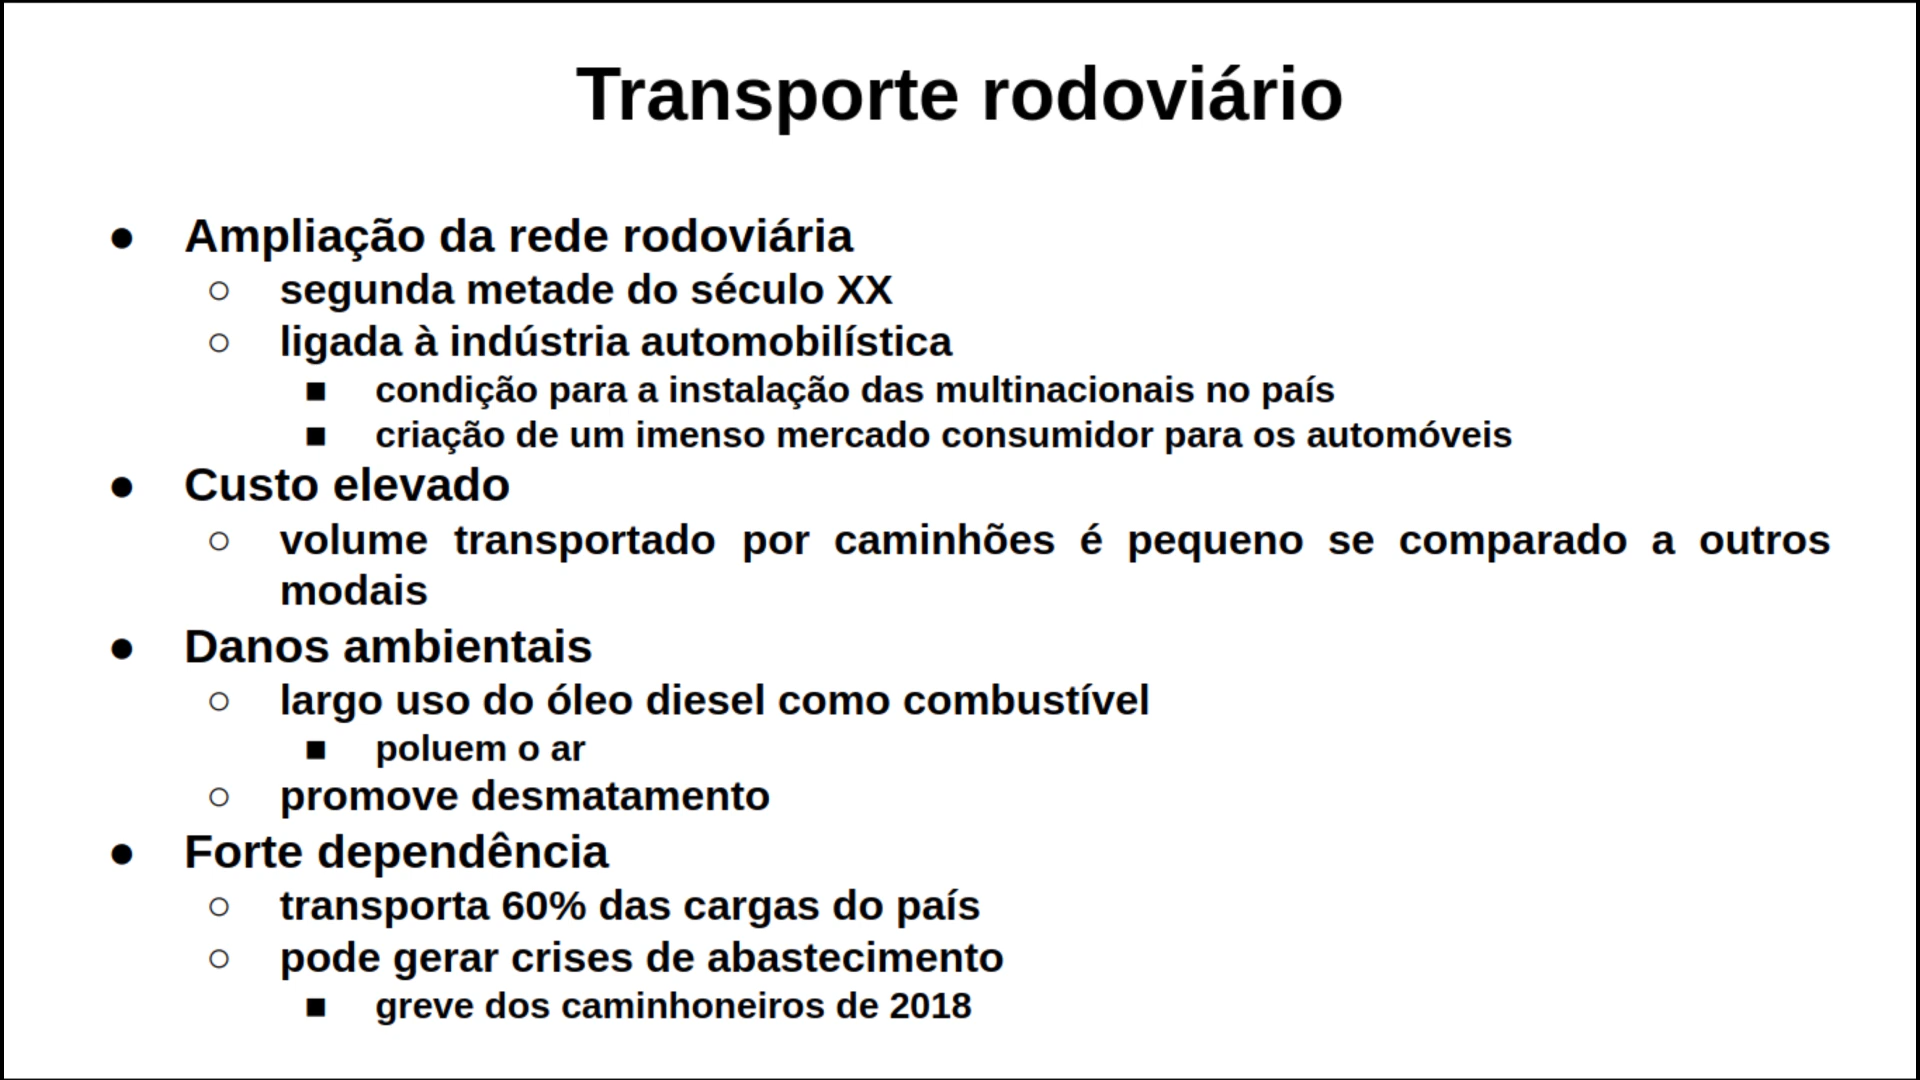 Transporte rodoviário
● Ampliação da rede rodoviária
○ segunda metade do século XX
○ ligada à indústria automobilística
■ condição para a instalação das multinacionais no país
■ criação de um imenso mercado consumidor para os automóveis
● Custo elevado
○ volume transportado por caminhões é pequeno se comparado a outros
modais
● Danos ambientais
○ largo uso do óleo diesel como combustível
■ poluem o ar
○ promove desmatamento
● Forte dependência
○ transporta 60% das cargas do país
○ pode gerar crises de abastecimento
■ greve dos caminhoneiros de 2018